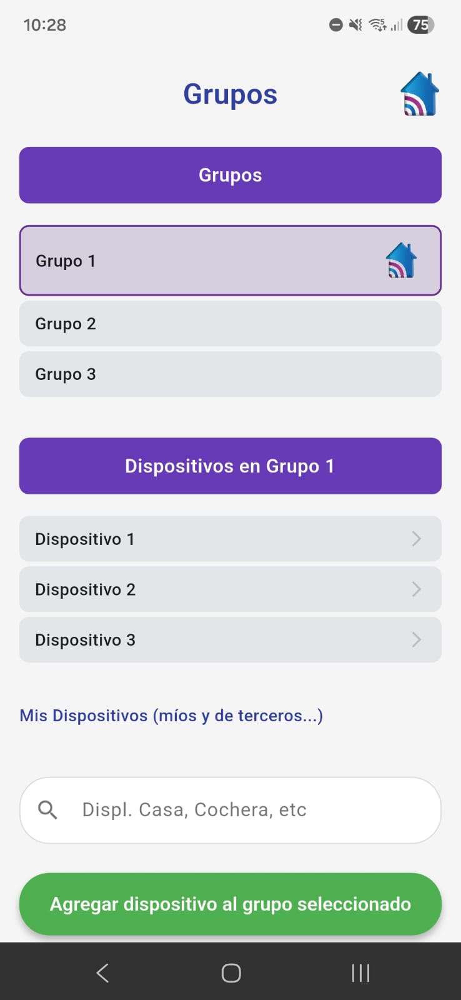 10:28
5
75
Grupos
Grupos
Grupo 1
Grupo 2
Grupo 3
Dispositivos en Grupo 1
Dispositivo 1
Dispositivo 2
Dispositivo 3
Mis Dispositivos (míos y de terceros...)
Displ. Casa, Cochera, etc
Agregar dispositivo al grupo seleccionado